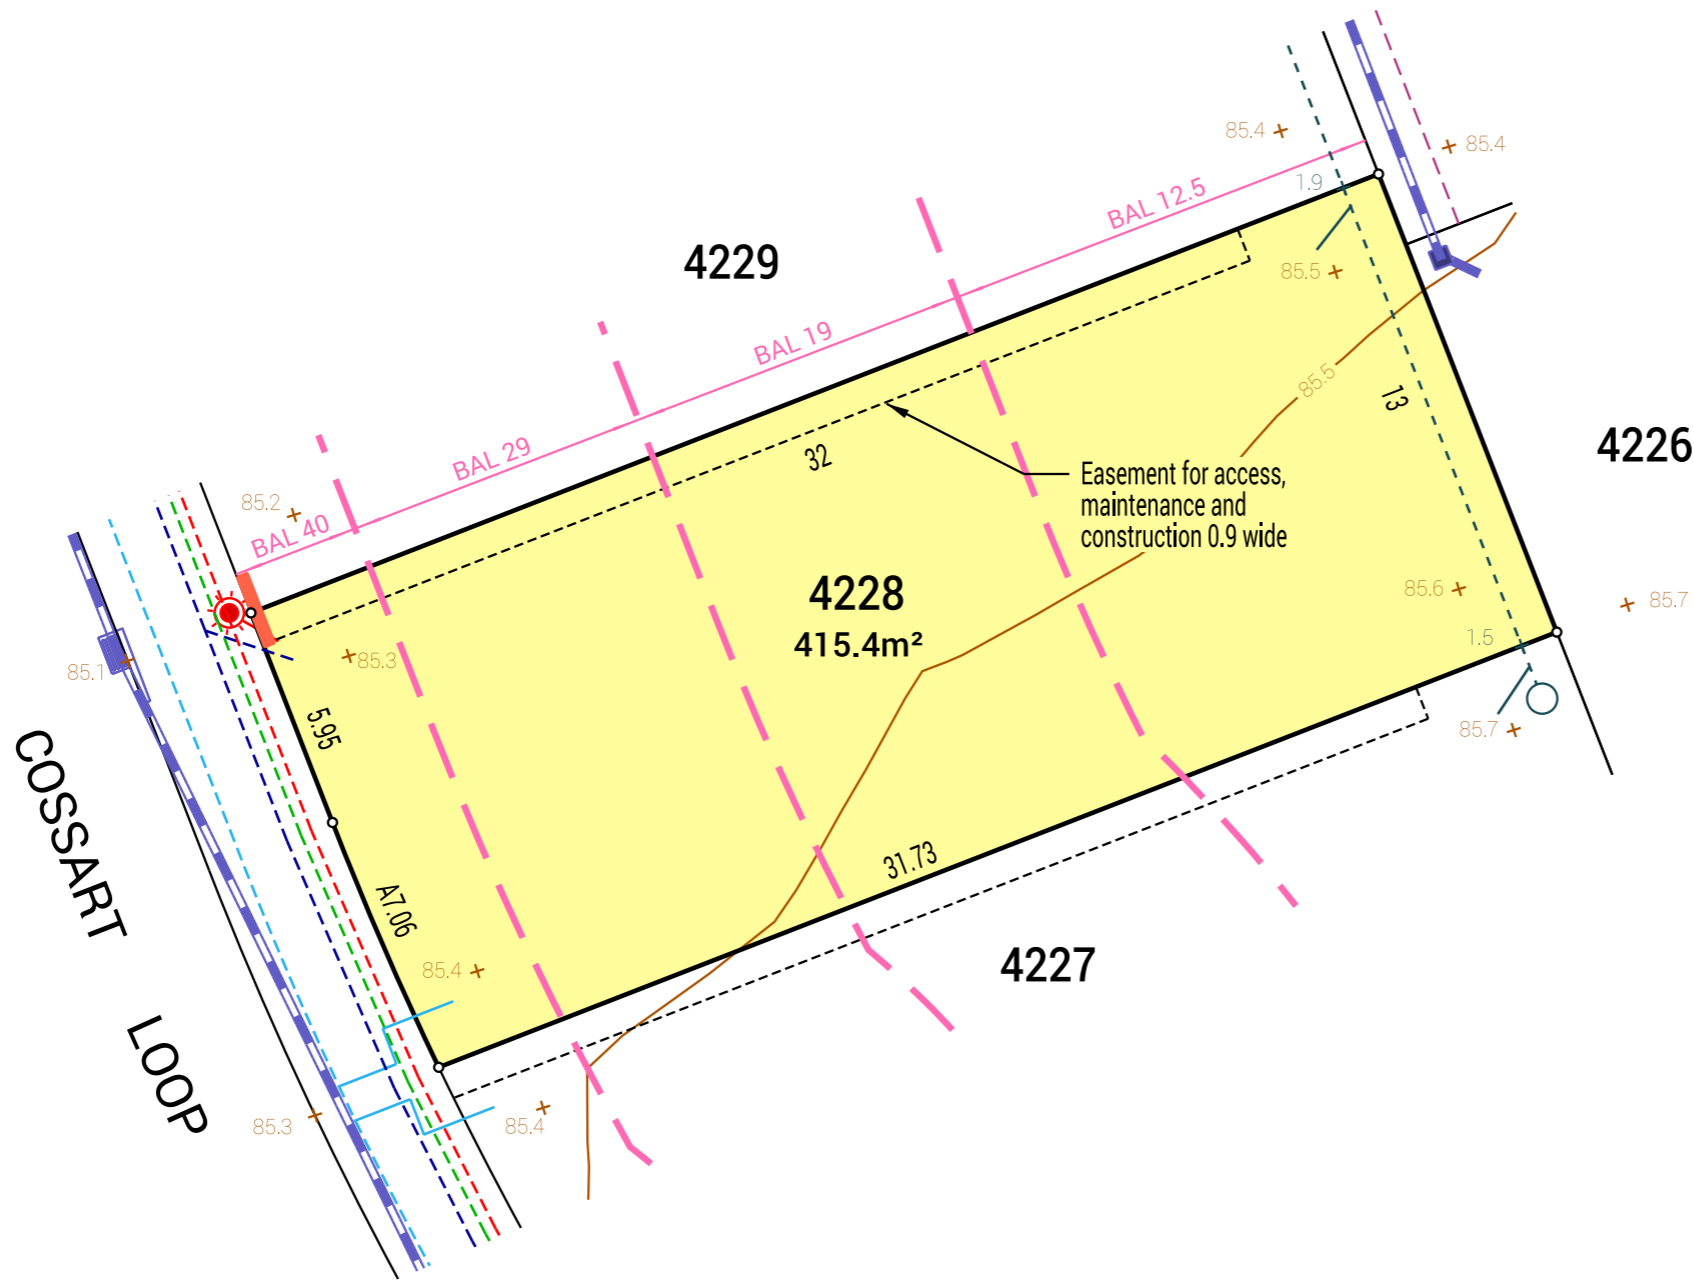 85.4
85.4
1.9
BAL 12.5
4229
85.5
BAL 19
85.5
13
4226
BAL 29
32
Easement for access,
maintenance and
construction 0.9 wide
85.2
BAL 40
4228
415.4m²
85.6
85.7
1.5
85.3
85.1
5.95
85.7
COSSART
LOOP
31.73
A7.06
85.4
4227
85.3
85.4